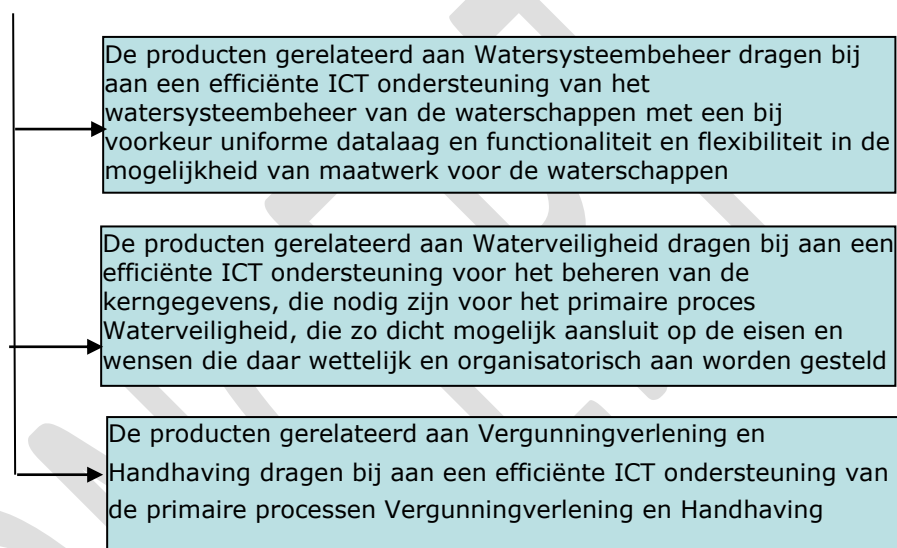 De producten gerelateerd aan Watersysteembeheer dragen bij
aan een efficiënte ICT ondersteuning van het
watersysteembeheer van de waterschappen met een bij
voorkeur uniforme datalaag en functionaliteit en flexibiliteit in de
mogelijkheid van maatwerk voor de waterschappen
De producten gerelateerd aan Waterveiligheid dragen bij aan een
efficiënte ICT ondersteuning voor het beheren van de
kerngegevens, die nodig zijn voor het primaire proces
Waterveiligheid, die zo dicht mogelijk aansluit op de eisen en
wensen die daar wettelijk en organisatorisch aan worden gesteld
De producten gerelateerd aan Vergunningverlening en
Handhaving dragen bij aan een efficiënte ICT ondersteuning van
de primaire processen Vergunningverlening en Handhaving